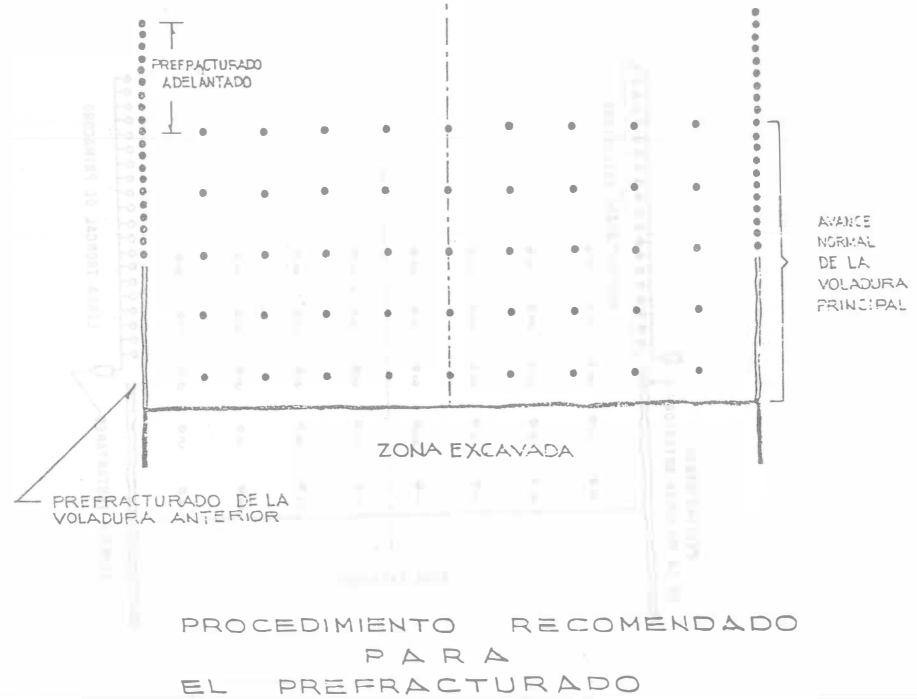 PREFRACTURADO
ADELANTADO
AVANCE
NORMAL
DE LA
VOLADURA
PRINCIPAL
ZONA EXCAVADA
PREFRACTURADO DE LA
VOLADURA ANTERIOR
PROCEDIMIENTO RECOMENDADO
PARA
EL PREFRACTURADO